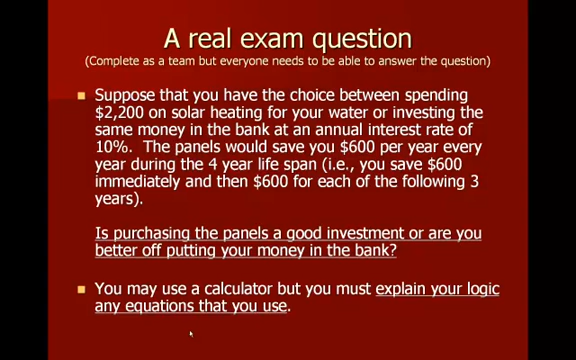 A real exam question
(Complete as a team but everyone needs to be able to answer the question)
Suppose that you have the choice between spending
$2,200 on solar heating for your water or investing the
same money in the bank at an annual interest rate of
10%. The panels would save you $600 per year every
year during the 4 year life span (i.e., you save $600
immediately and then $600 for each of the following 3
years).
Is purchasing the panels a good investment or are you
better off putting your money in the bank?
You may use a calculator but you must explain your logic
any equations that you use.